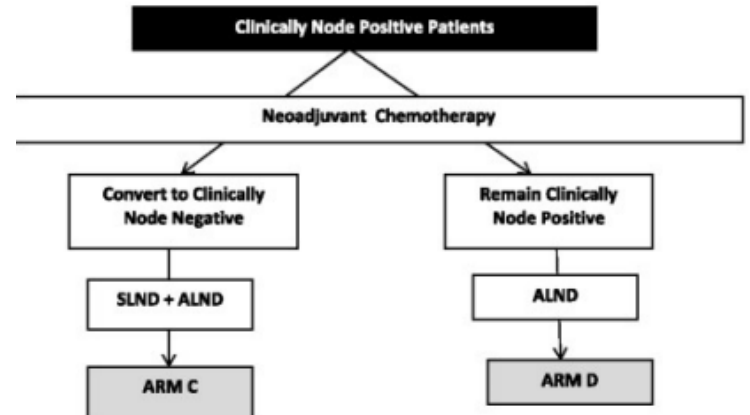 Clinically Node Positive Patients
Neoadjuvant Chemotherapy
Convert to Clinically
Node Negative
Remain Clinically
Node Positive
SLND + ALND
ALND
ARM C
ARM D